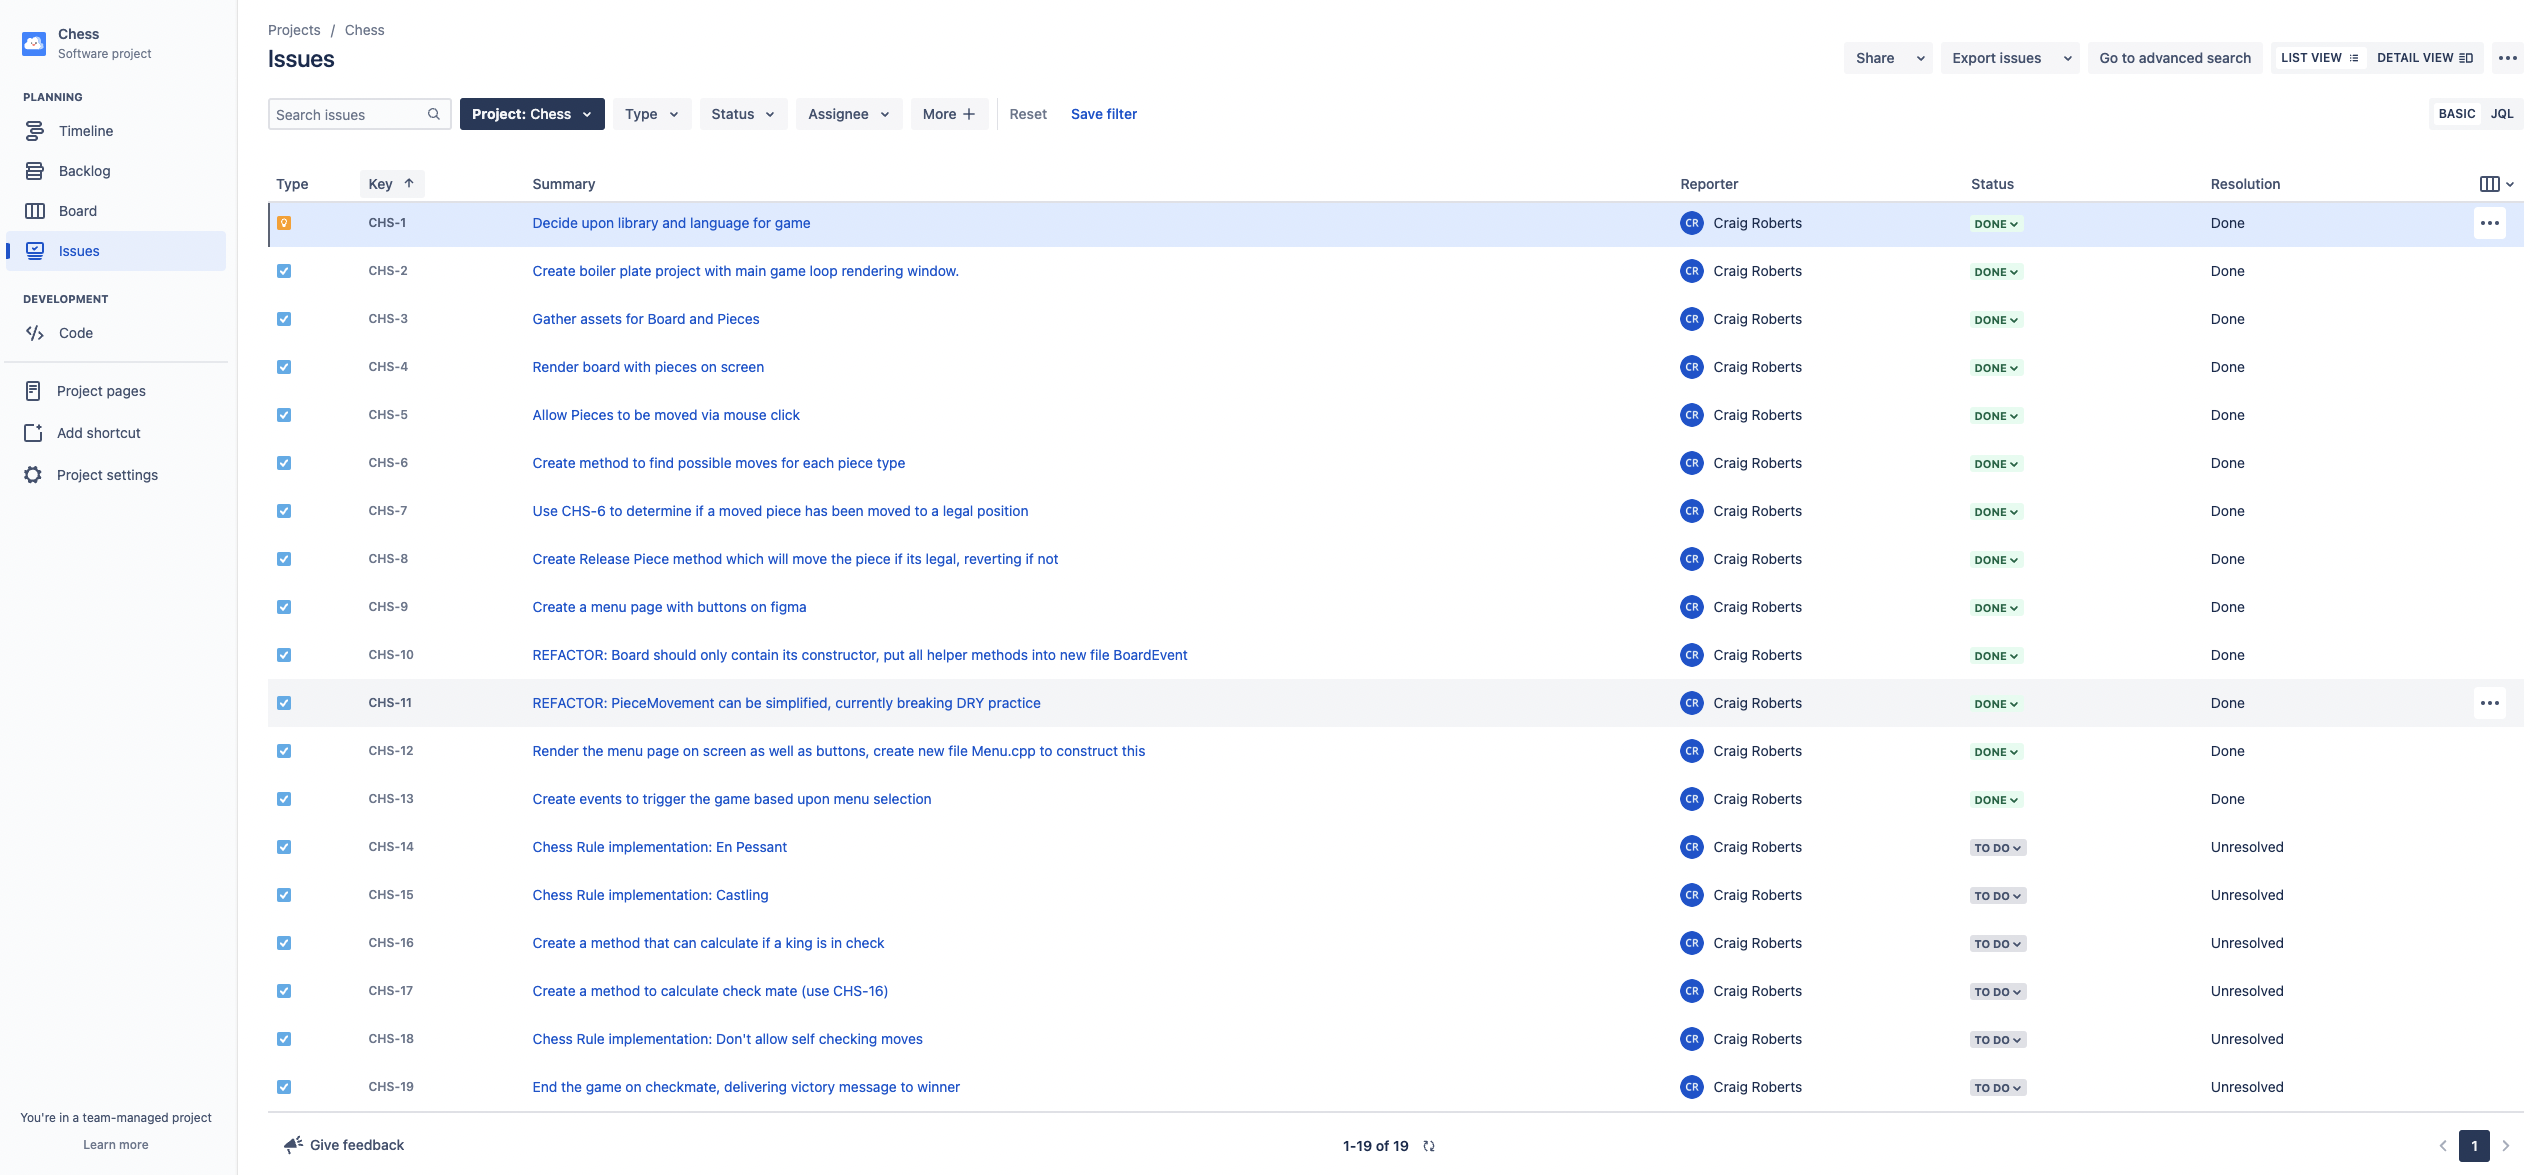 Chess
Software project
PLANNING
Timeline
Backlog
Board
Issues
DEVELOPMENT
Code
Project pages
Add shortcut
Project settings
You're in a team-managed project
Learn more
Projects / Chess
Issues
Share Export issues Go to advanced search LIST VIEW DETAIL VIEW
Search issues Project: Chess Type Status Assignee More Reset Save filter BASIC JQL
Type Key Summary Reporter Status Resolution
CHS-1 Decide upon library and language for game CR Craig Roberts DONE Done
CHS-2 Create boiler plate project with main game loop rendering window. CR Craig Roberts DONE Done
CHS-3 Gather assets for Board and Pieces CR Craig Roberts DONE Done
CHS-4 Render board with pieces on screen CR Craig Roberts DONE Done
CHS-5 Allow Pieces to be moved via mouse click CR Craig Roberts DONE Done
CHS-6 Create method to find possible moves for each piece type CR Craig Roberts DONE Done
CHS-7 Use CHS-6 to determine if a moved piece has been moved to a legal position CR Craig Roberts DONE Done
CHS-8 Create Release Piece method which will move the piece if its legal, reverting if not CR Craig Roberts DONE Done
CHS-9 Create a menu page with buttons on figma CR Craig Roberts DONE Done
CHS-10 REFACTOR: Board should only contain its constructor, put all helper methods into new file BoardEvent CR Craig Roberts DONE Done
CHS-11 REFACTOR: PieceMovement can be simplified, currently breaking DRY practice CR Craig Roberts DONE Done
CHS-12 Render the menu page on screen as well as buttons, create new file Menu.cpp to construct this CR Craig Roberts DONE Done
CHS-13 Create events to trigger the game based upon menu selection CR Craig Roberts DONE Done
CHS-14 Chess Rule implementation: En Pessant CR Craig Roberts TO DO Unresolved
CHS-15 Chess Rule implementation: Castling CR Craig Roberts TO DO Unresolved
CHS-16 Create a method that can calculate if a king is in check CR Craig Roberts TO DO Unresolved
CHS-17 Create a method to calculate check mate (use CHS-16) CR Craig Roberts TO DO Unresolved
CHS-18 Chess Rule implementation: Don't allow self checking moves CR Craig Roberts TO DO Unresolved
CHS-19 End the game on checkmate, delivering victory message to winner CR Craig Roberts TO DO Unresolved
Give feedback 1-19 of 19 1